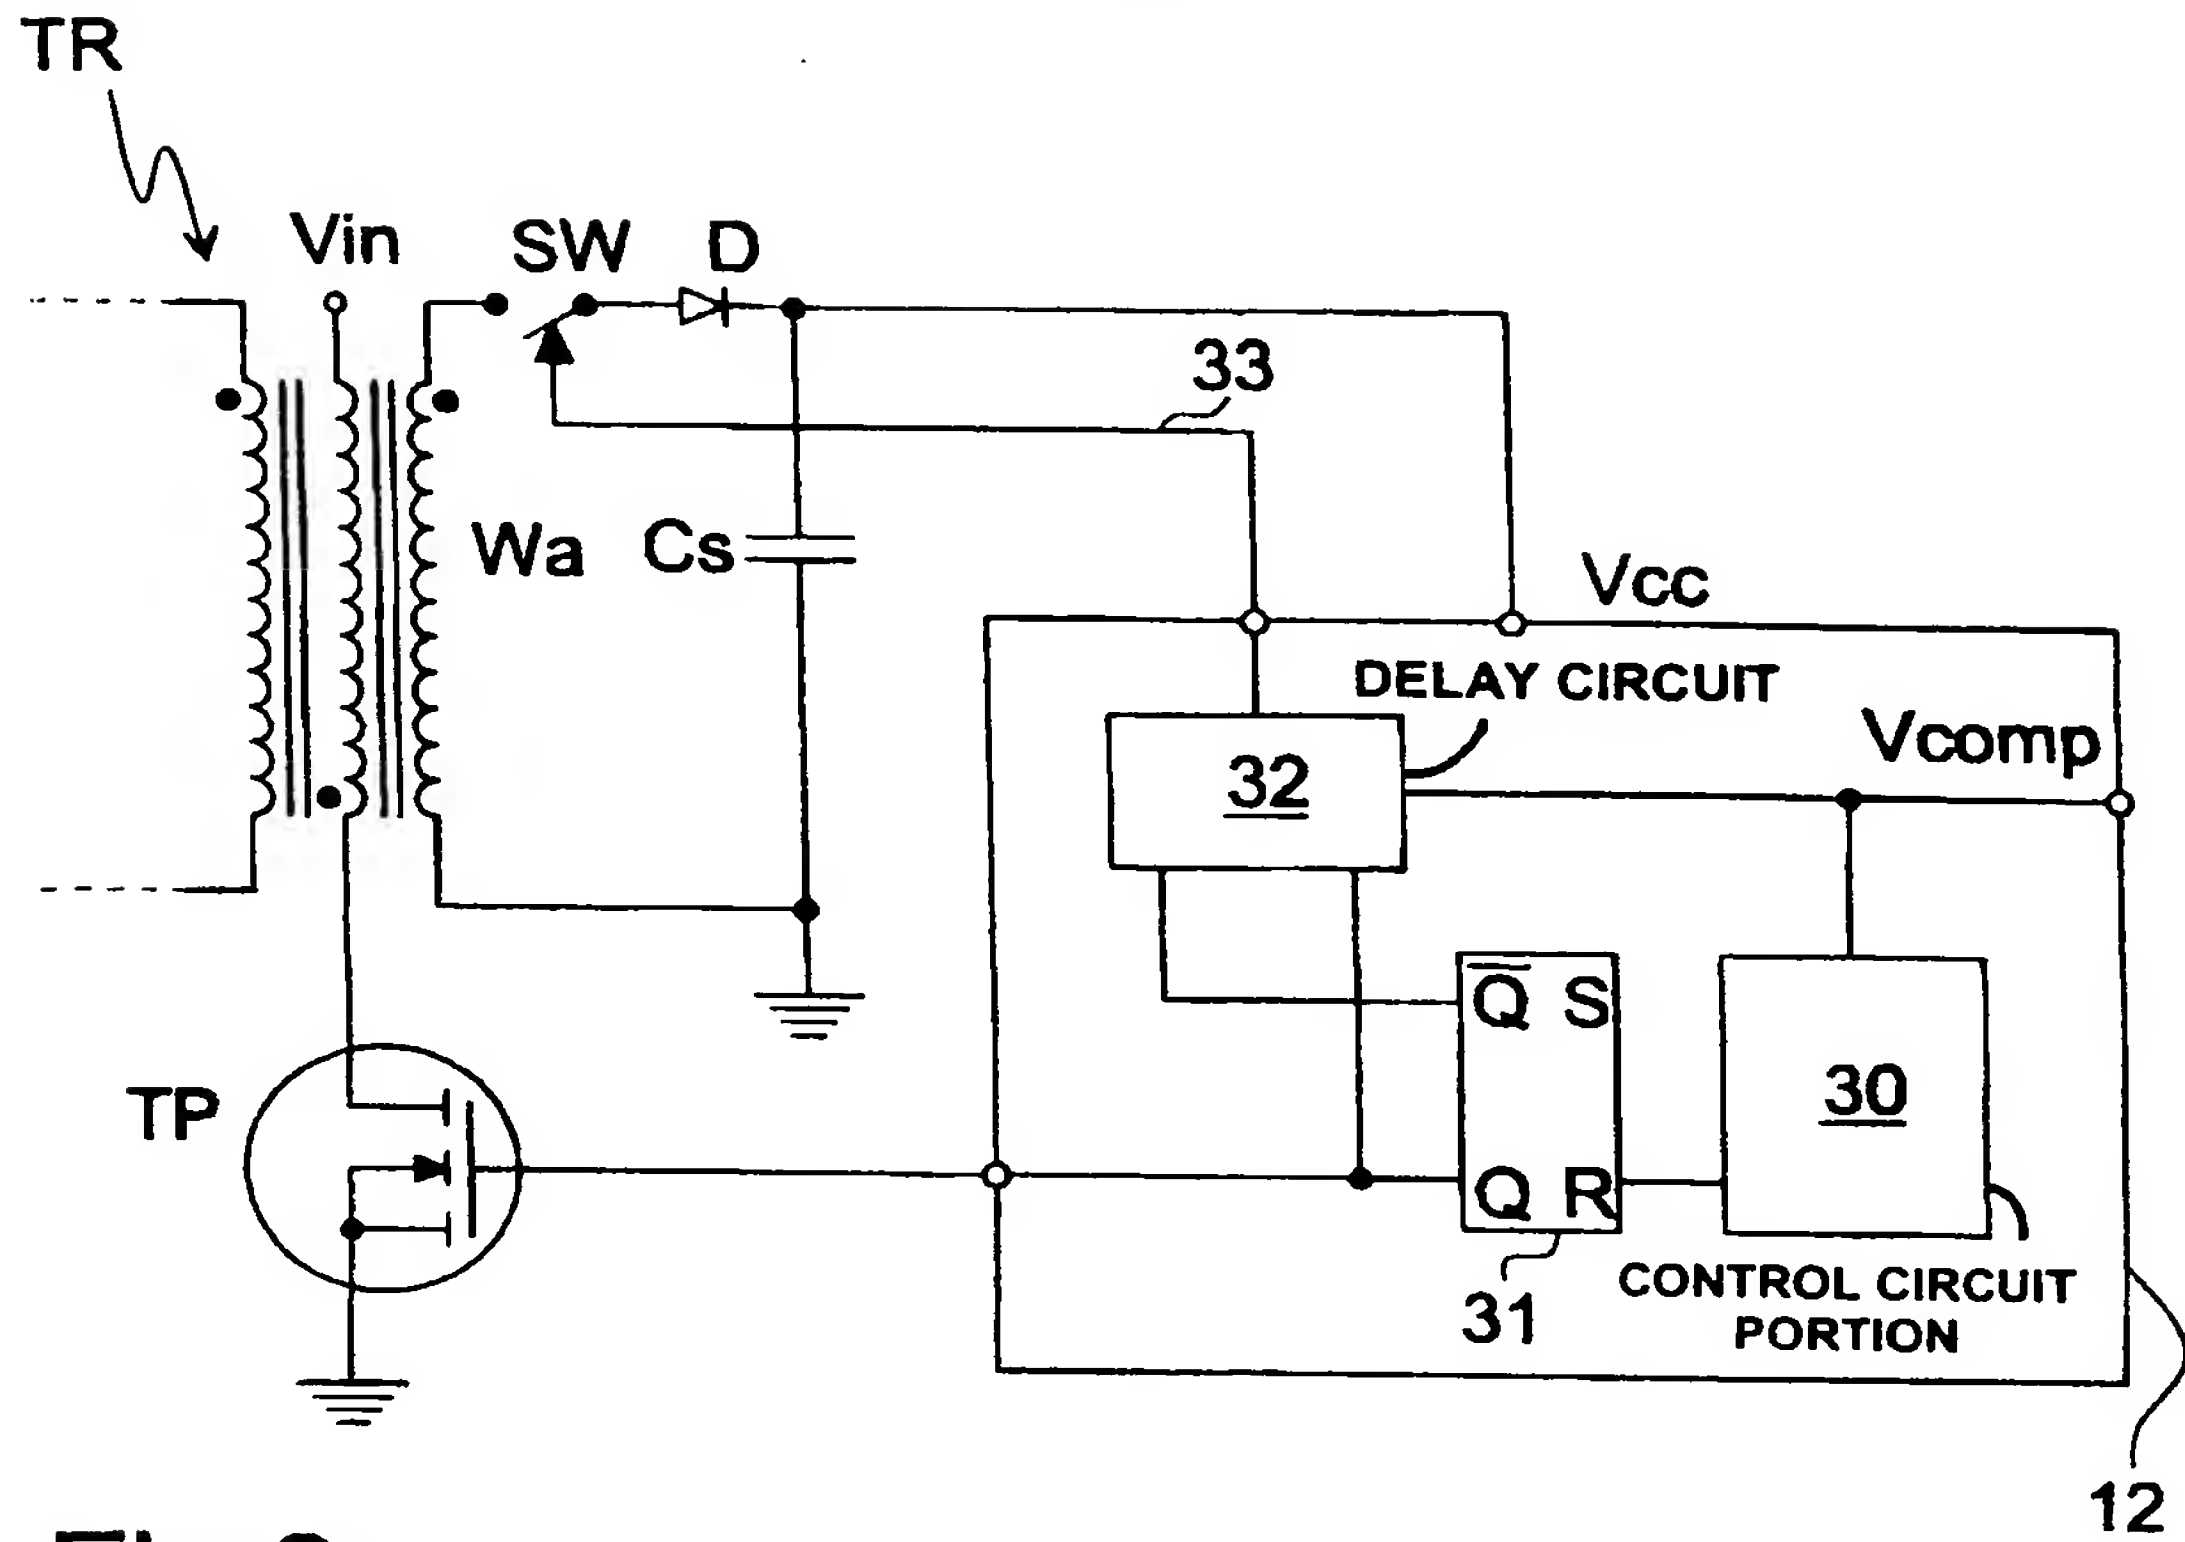 TR
Vin
SW
D
33
Wa
Cs
Vcc
DELAY CIRCUIT
Vcomp
32
Q̅ S
TP
30
Q R
31
CONTROL CIRCUIT
PORTION
12